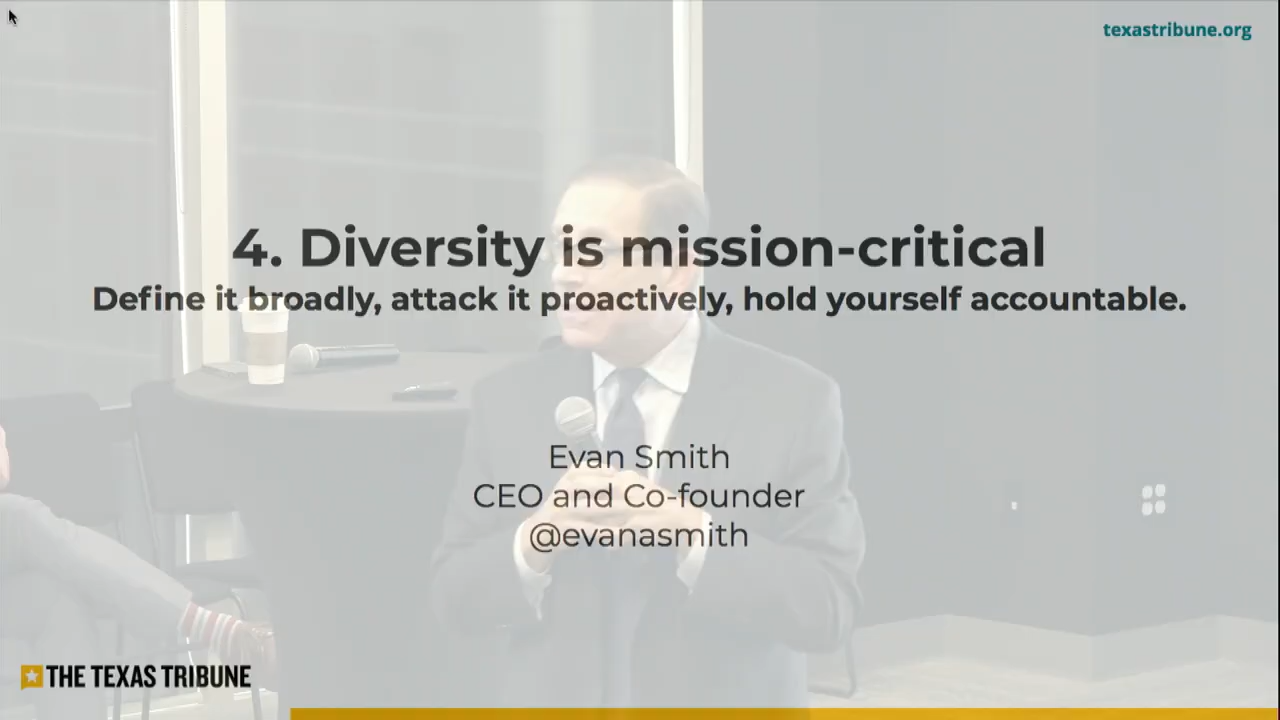 texastribune.org
4. Diversity is mission-critical
Define it broadly, attack it proactively, hold yourself accountable.
Evan Smith
CEO and Co-founder
@evanasmith
THE TEXAS TRIBUNE